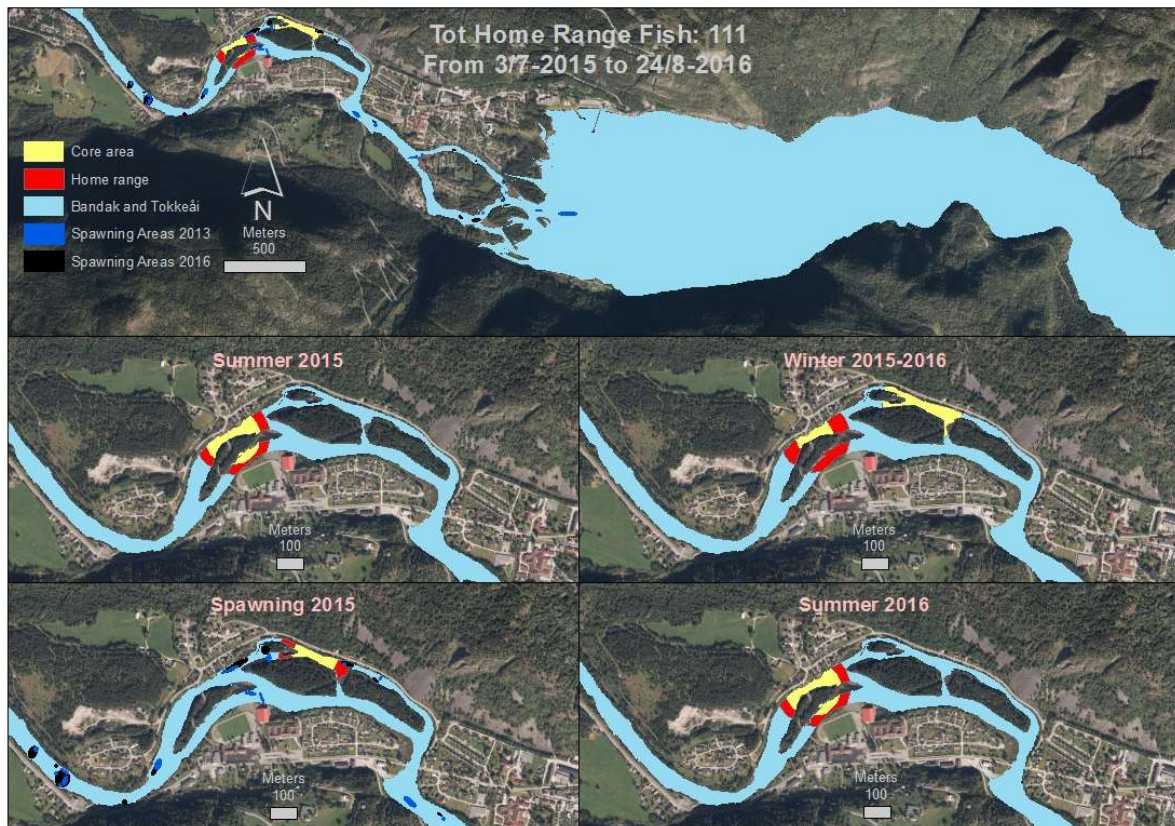 Tot Home Range Fish: 111
From 3/7-2015 to 24/8-2016
Core area
Home range
Bandak and Tokkeåi
Spawning Areas 2013
Spawning Areas 2016
N
Meters
500
Summer 2015
Meters
100
Winter 2015-2016
Meters
100
Spawning 2015
Meters
100
Summer 2016
Meters
100